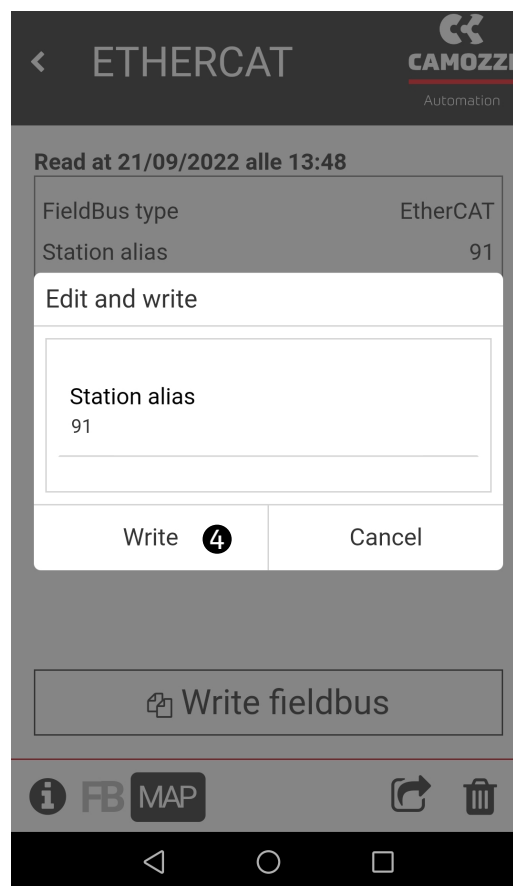 ETHERCAT
CAMOZZI
Automation
Read at 21/09/2022 alle 13:48
FieldBus type EtherCAT
Station alias 91
Edit and write
Station alias
91
Write 4 Cancel
Write fieldbus
FB MAP